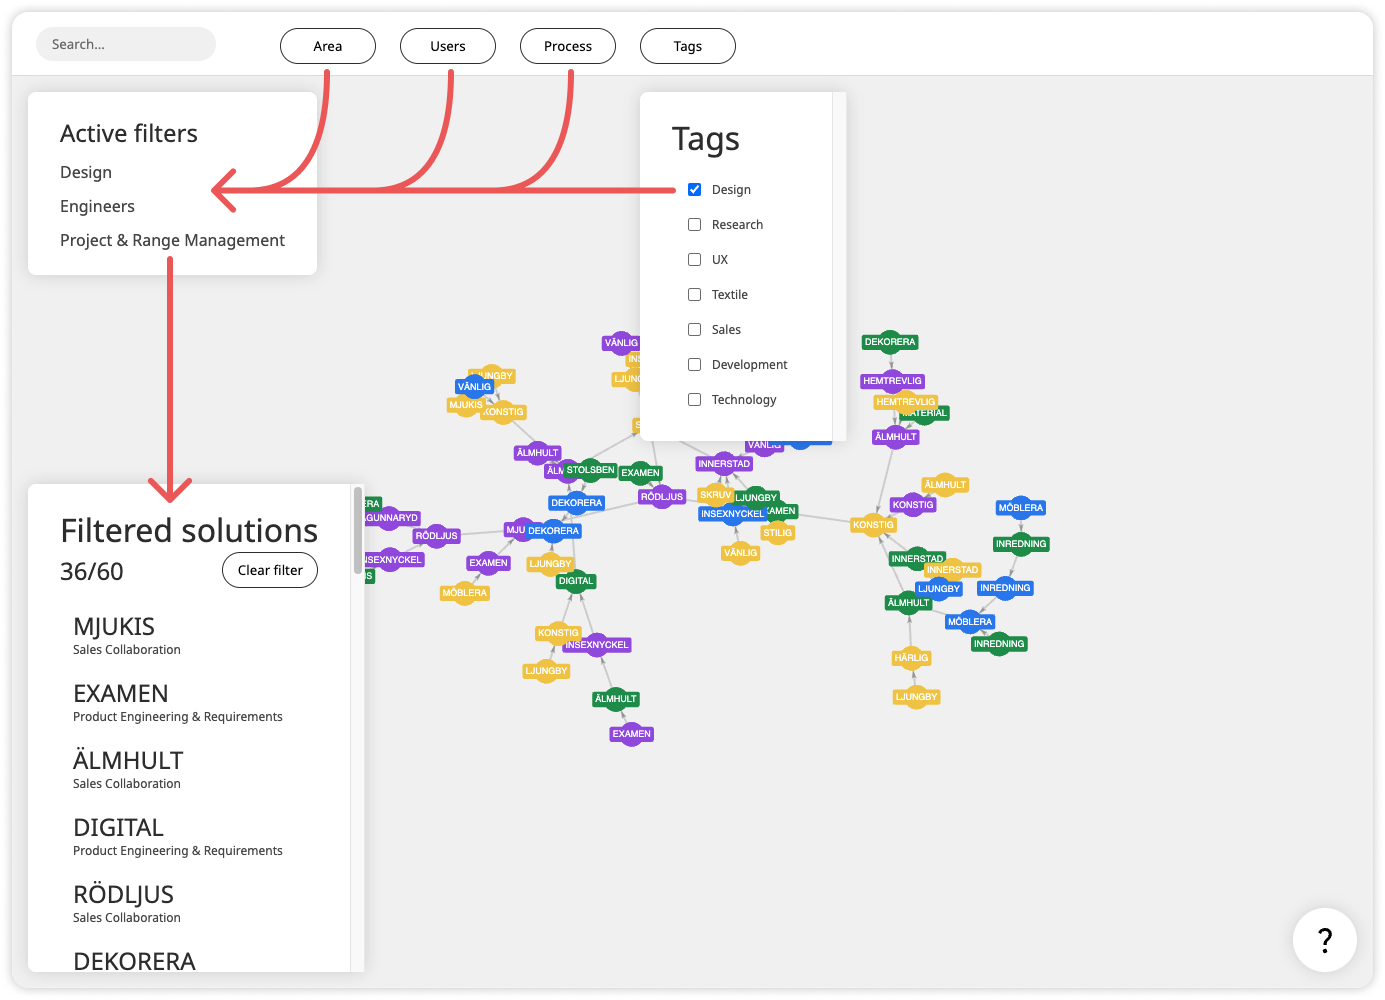 Search...
Area
Users
Process
Tags
Active filters
Design
Engineers
Project & Range Management
Tags
Design
Research
UX
Textile
Sales
Development
Technology
Filtered solutions
36/60
Clear filter
MJUKIS
Sales Collaboration
EXAMEN
Product Engineering & Requirements
ÄLMHULT
Sales Collaboration
DIGITAL
Product Engineering & Requirements
RÖDLJUS
Sales Collaboration
DEKORERA
VÄNLIG
DEKORERA
LJUNGBY
VÄNLIG
MJUKIS
KONSTIG
HEMTREVLIG
HEMTREVLIG
MATERIAL
ÄLMHULT
ÄLMHULT
STOLSBEN
EXAMEN
VÄNLIG
INNERSTAD
DEKORERA
RÖDLJUS
SKRUV
LJUNGBY
INSEXNYCKEL
STILIG
VÄNLIG
KONSTIG
KONSTIG
ÄLMHULT
MÖBLERA
INREDNING
INNERSTAD
INNERSTAD
LJUNGBY
INREDNING
ÄLMHULT
MÖBLERA
INREDNING
HÄRLIG
LJUNGBY
RÖDLJUS
DEKORERA
EXAMEN
LJUNGBY
MÖBLERA
DIGITAL
KONSTIG
INSEXNYCKEL
LJUNGBY
ÄLMHULT
EXAMEN
?